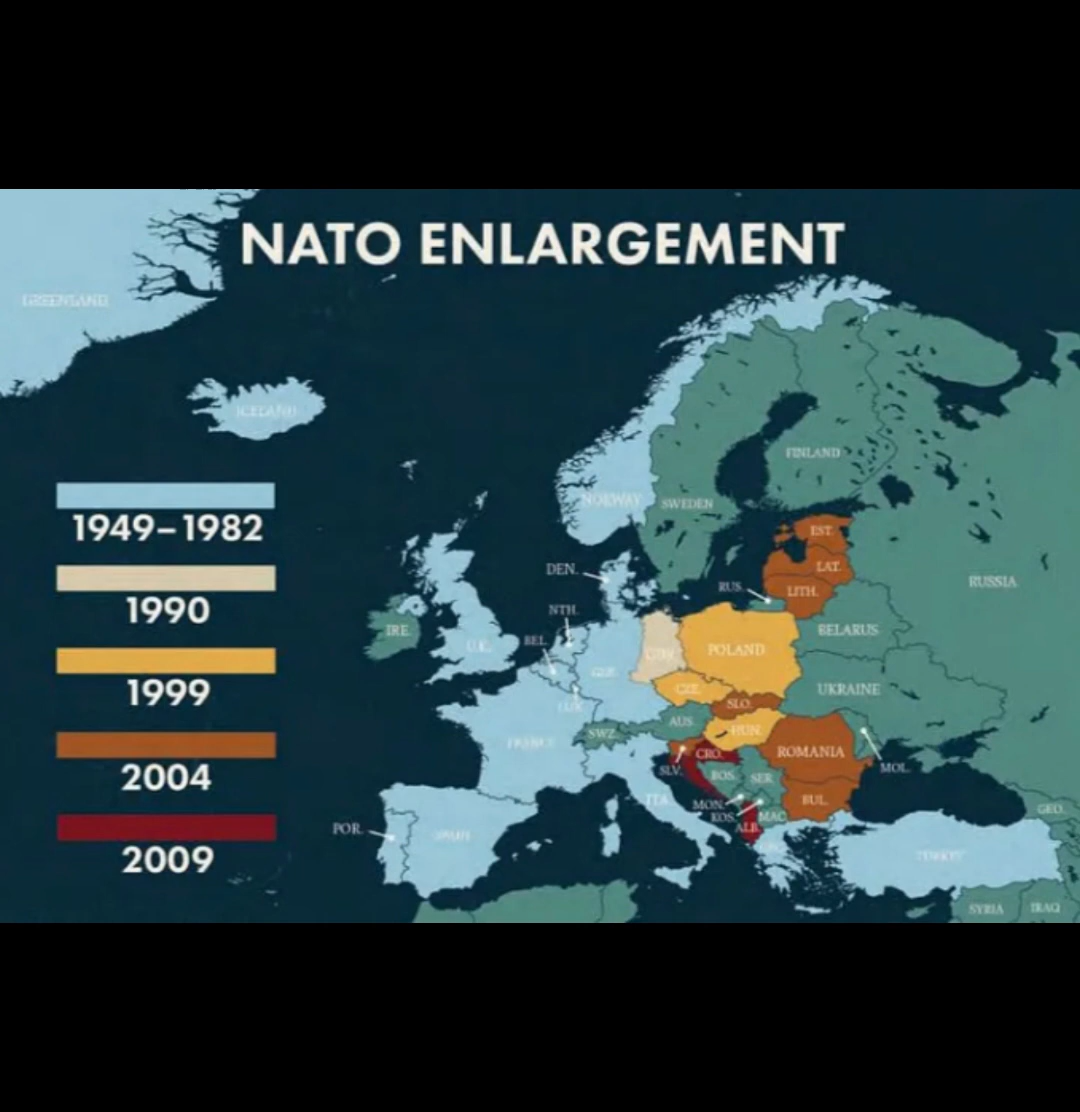 NATO ENLARGEMENT
GREENLAND
ICELAND
1949–1982
1990
1999
2004
2009
NORWAY
SWEDEN
FINLAND
RUSSIA
EST.
LAT.
LITH.
RUS.
DEN.
NTH.
BEL.
LUX.
IRE.
U.K.
GER.
POLAND
BELARUS
UKRAINE
CZE.
SLO.
AUS.
HUN.
SWZ.
FRANCE
ROMANIA
MOL.
SLV.
CRO.
BOS.
SER.
ITA.
MON.
KOS.
MAC.
ALB.
BUL.
GEO.
POR.
SPAIN
TURKEY
SYRIA
IRAQ